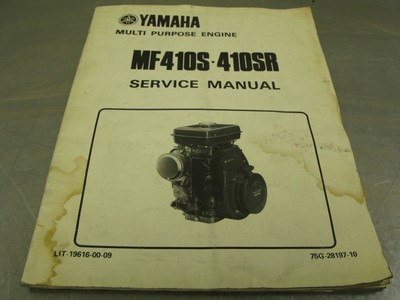 YAMAHA
MULTI PURPOSE ENGINE
MF410S·410SR
SERVICE MANUAL
LIT-19616-00-09
75G-28197-10